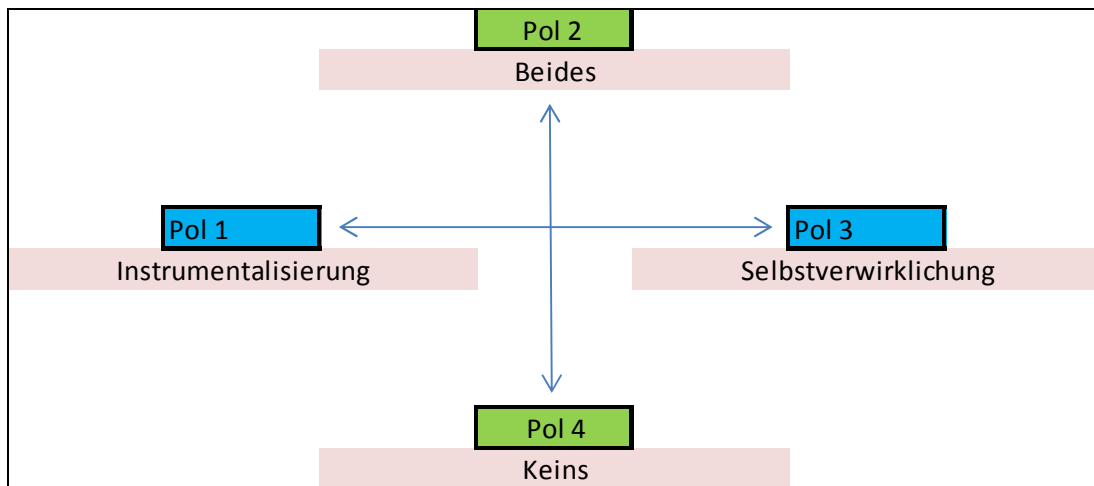 Pol 2
Beides
Pol 1
Pol 3
Instrumentalisierung
Selbstverwirklichung
Pol 4
Keins